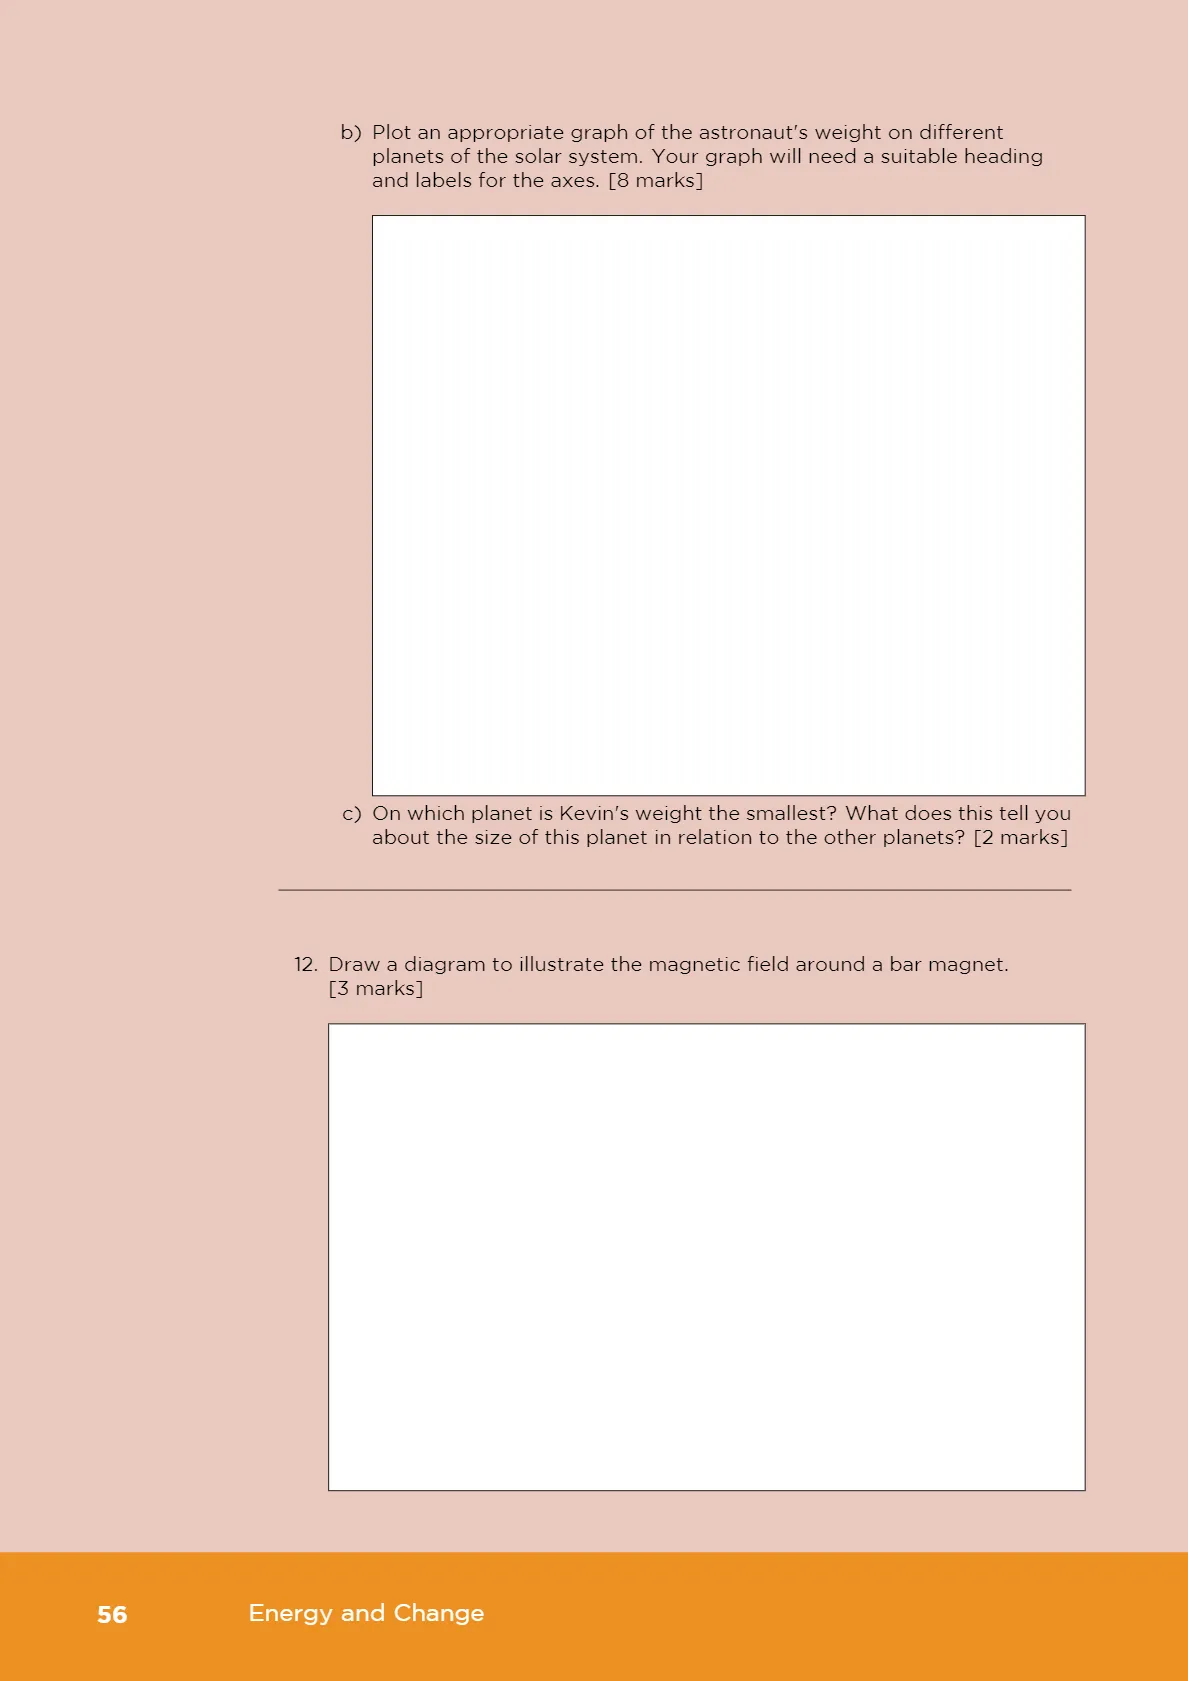 b) Plot an appropriate graph of the astronaut's weight on different
planets of the solar system. Your graph will need a suitable heading
and labels for the axes. [8 marks]
c) On which planet is Kevin's weight the smallest? What does this tell you
about the size of this planet in relation to the other planets? [2 marks]
12. Draw a diagram to illustrate the magnetic field around a bar magnet.
[3 marks]
56 Energy and Change